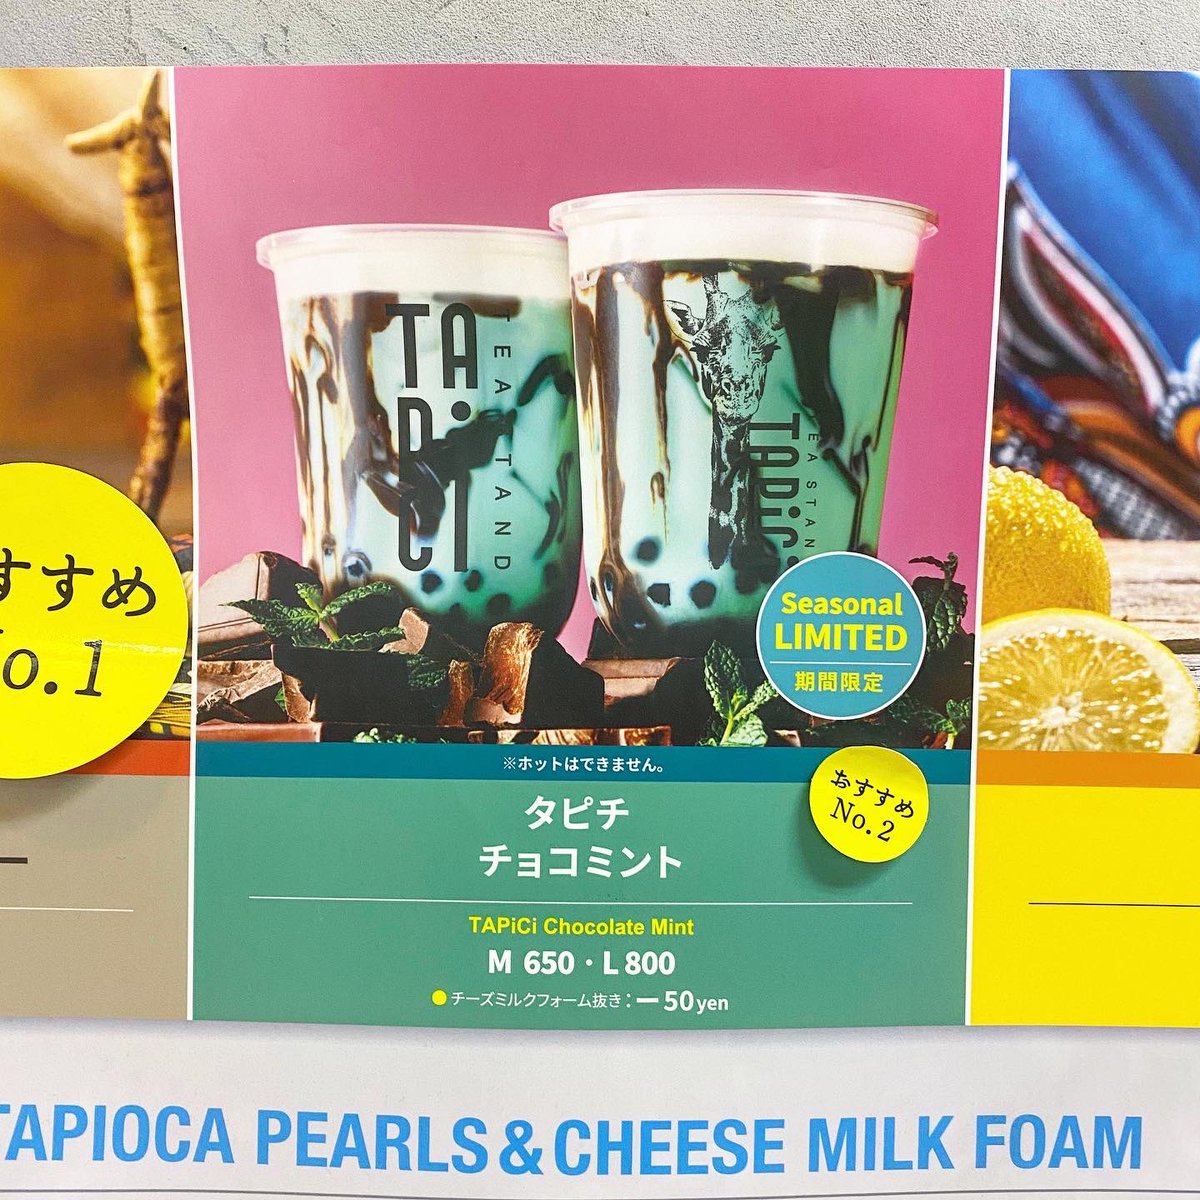 TA
PiCi
TEA STAND
TAPiCi
Seasonal
LIMITED
期間限定
すすめ
No.1
※ホットはできません。
おすすめ
No.2
タピチ
チョコミント
TAPiCi Chocolate Mint
M 650・L 800
●チーズミルクフォーム抜き：ー50yen
TAPIOCA PEARLS & CHEESE MILK FOAM